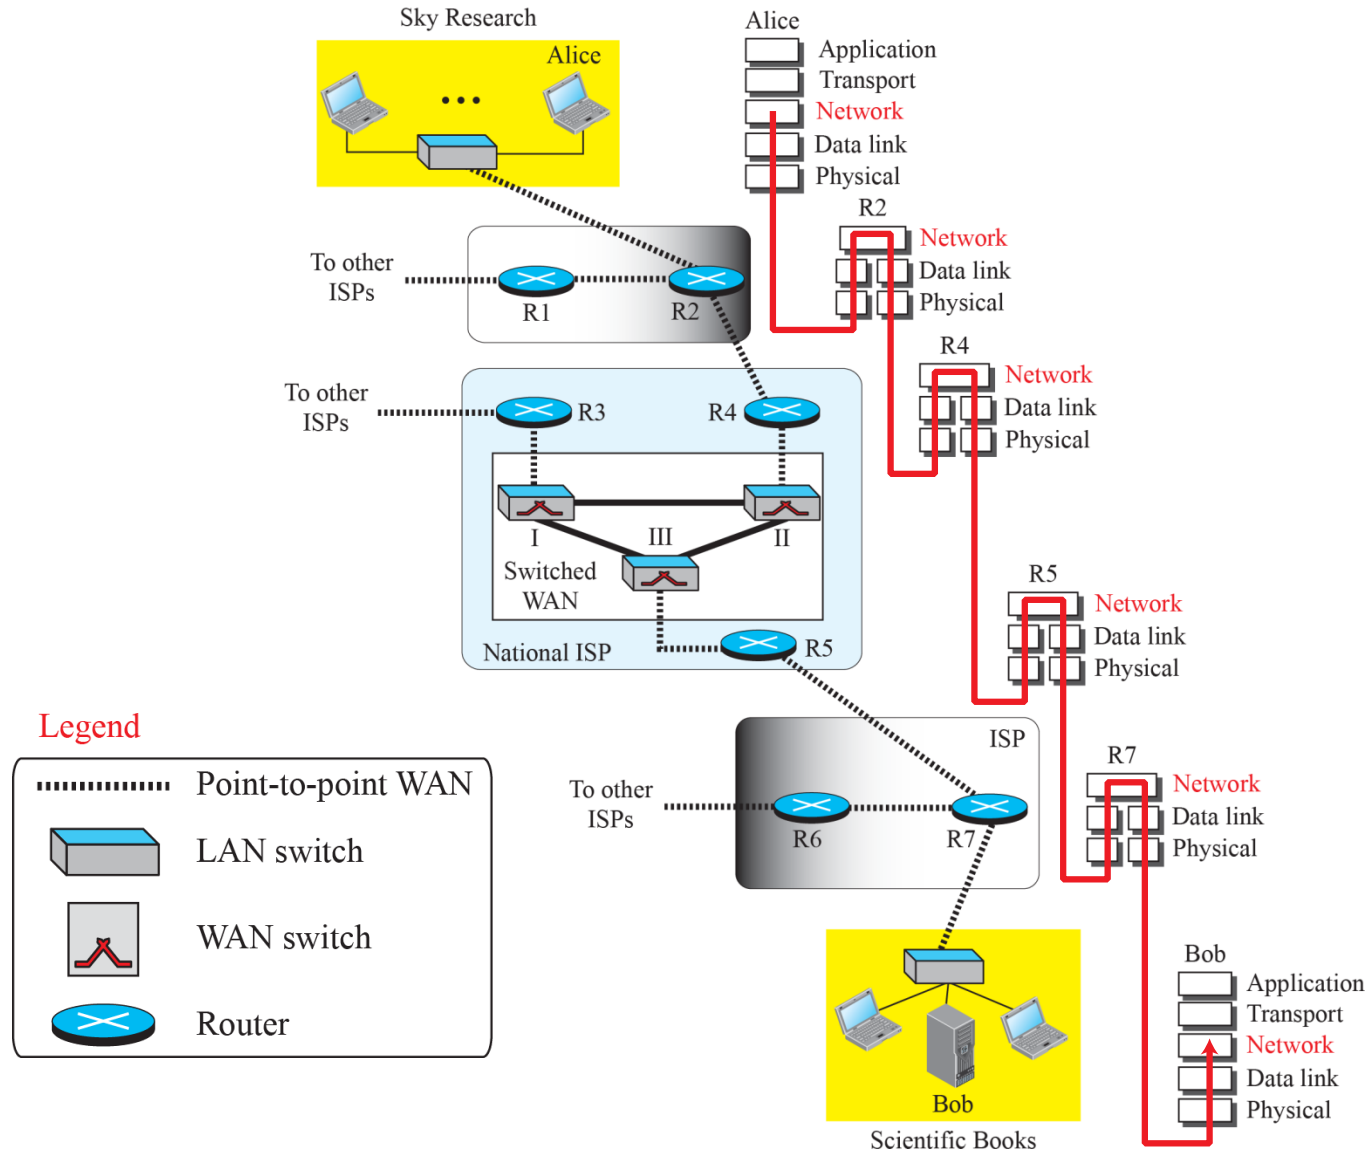 Sky Research
Alice
Alice
Application
Transport
Network
Data link
Physical
R2
Network
Data link
Physical
To other
ISPs
R1
R2
R4
Network
Data link
Physical
To other
ISPs
R3
R4
I
III
II
Switched
WAN
National ISP
R5
R5
Network
Data link
Physical
Legend
Point-to-point WAN
LAN switch
WAN switch
Router
ISP
To other
ISPs
R6
R7
R7
Network
Data link
Physical
Bob
Scientific Books
Bob
Application
Transport
Network
Data link
Physical